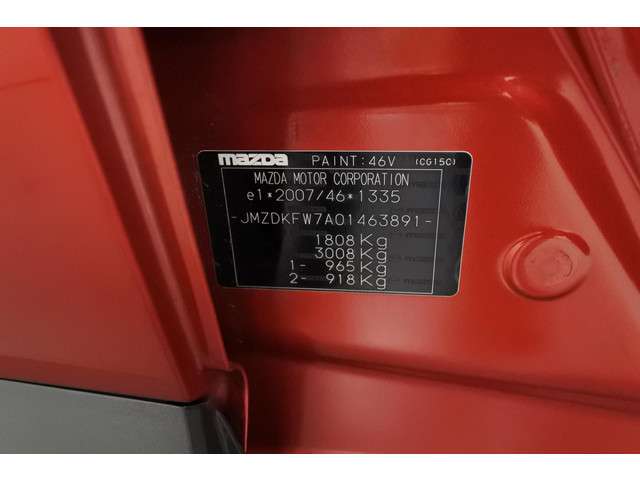 mazda PAINT:46V (CG15C)
MAZDA MOTOR CORPORATION
e1*2007/46*1335
-JMZDKFW7A01463891-
1808 Kg
3008 Kg
1- 965 Kg
2- 918 Kg